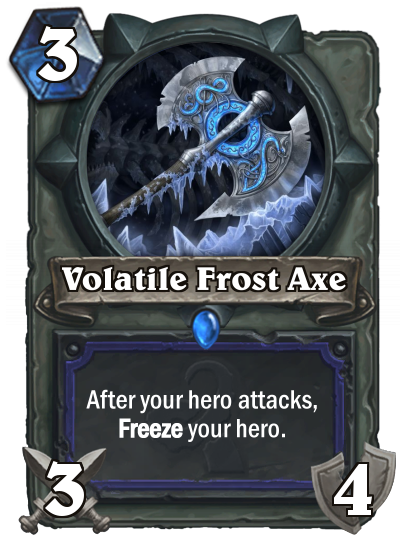 3
Volatile Frost Axe
After your hero attacks,
Freeze your hero.
3
4